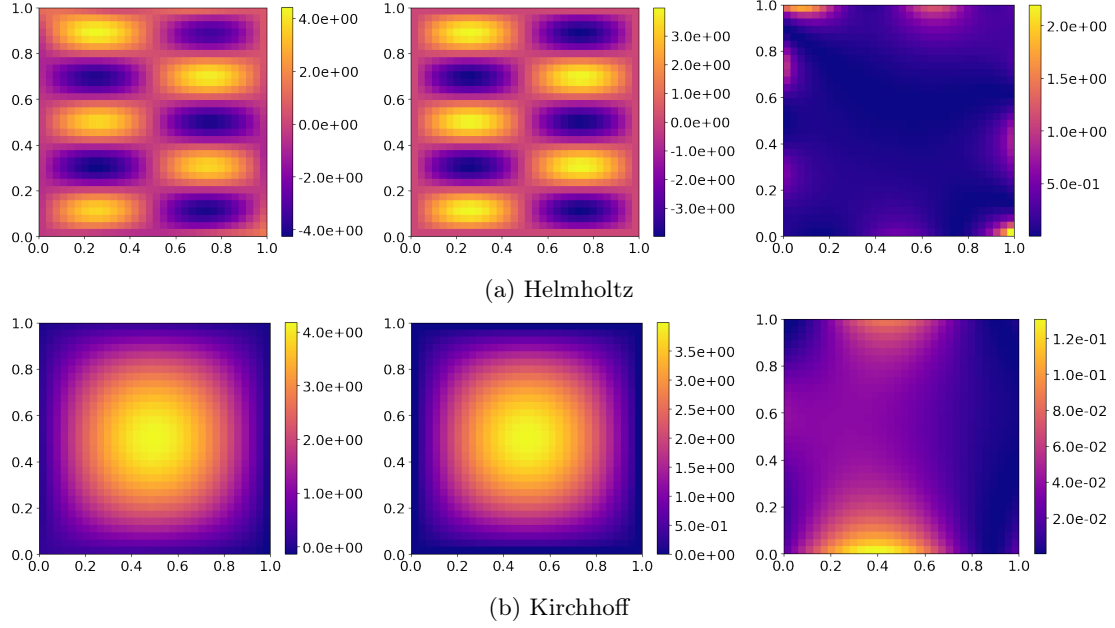 1.0
0.8
0.6
0.4
0.2
0.0
0.0 0.2 0.4 0.6 0.8 1.0
4.0e+00
2.0e+00
0.0e+00
-2.0e+00
-4.0e+00
1.0
0.8
0.6
0.4
0.2
0.0
0.0 0.2 0.4 0.6 0.8 1.0
3.0e+00
2.0e+00
1.0e+00
0.0e+00
-1.0e+00
-2.0e+00
-3.0e+00
1.0
0.8
0.6
0.4
0.2
0.0
0.0 0.2 0.4 0.6 0.8 1.0
2.0e+00
1.5e+00
1.0e+00
5.0e-01
(a) Helmholtz
1.0
0.8
0.6
0.4
0.2
0.0
0.0 0.2 0.4 0.6 0.8 1.0
4.0e+00
3.0e+00
2.0e+00
1.0e+00
0.0e+00
1.0
0.8
0.6
0.4
0.2
0.0
0.0 0.2 0.4 0.6 0.8 1.0
3.5e+00
3.0e+00
2.5e+00
2.0e+00
1.5e+00
1.0e+00
5.0e-01
0.0e+00
1.0
0.8
0.6
0.4
0.2
0.0
0.0 0.2 0.4 0.6 0.8 1.0
1.2e-01
1.0e-01
8.0e-02
6.0e-02
4.0e-02
2.0e-02
(b) Kirchhoff